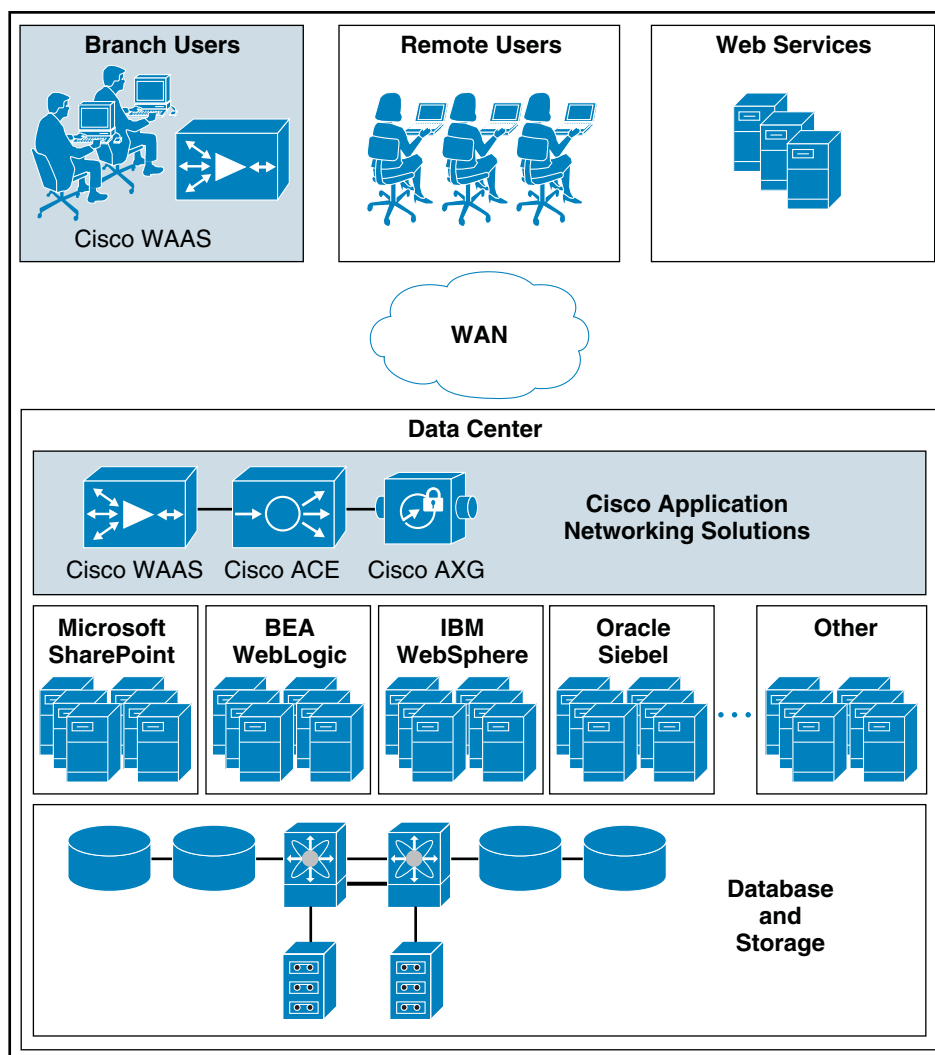 Branch Users
Remote Users
Web Services
Cisco WAAS
WAN
Data Center
Cisco Application
Networking Solutions
Cisco WAAS
Cisco ACE
Cisco AXG
Microsoft
SharePoint
BEA
WebLogic
IBM
WebSphere
Oracle
Siebel
Other
Database
and
Storage